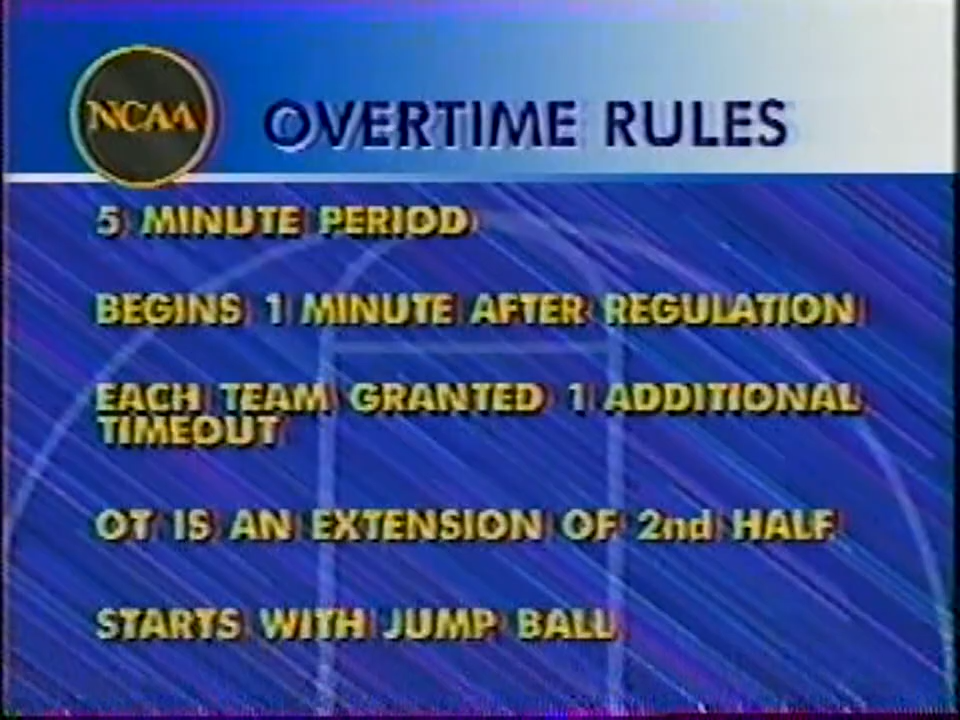 NCAA
OVERTIME RULES
5 MINUTE PERIOD
BEGINS 1 MINUTE AFTER REGULATION
EACH TEAM GRANTED 1 ADDITIONAL
TIMEOUT
OT IS AN EXTENSION OF 2nd HALF
STARTS WITH JUMP BALL